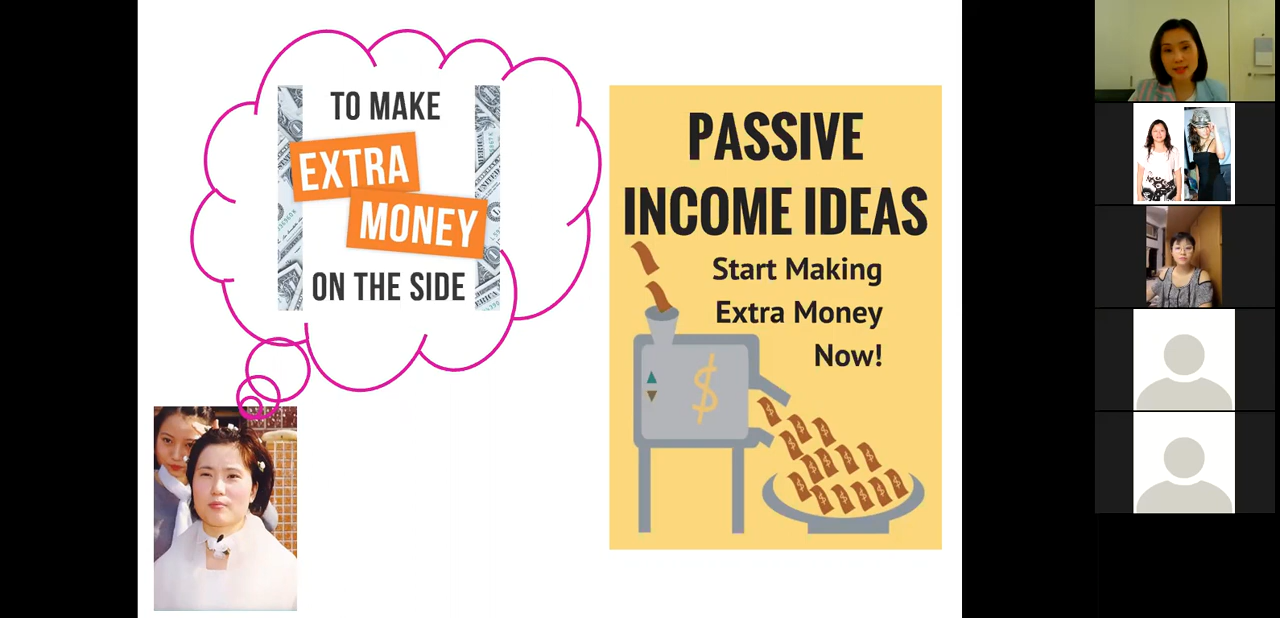 TO MAKE
EXTRA
MONEY
ON THE SIDE
PASSIVE
INCOME IDEAS
Start Making
Extra Money
Now!
$